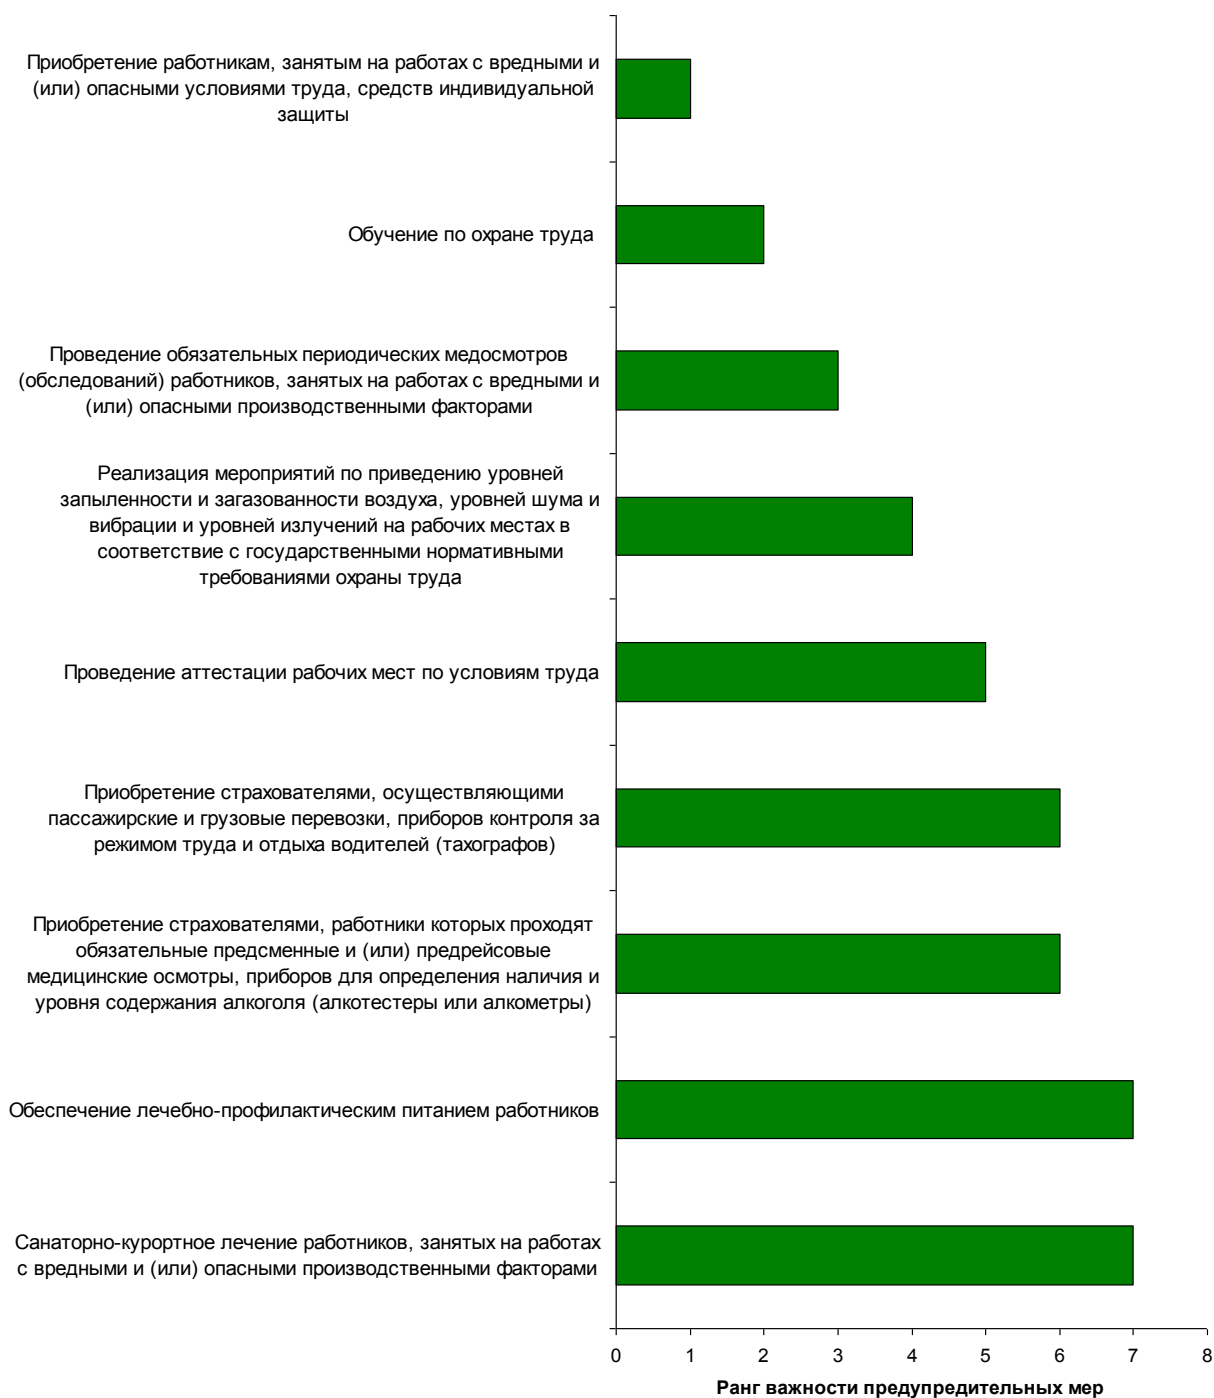 Приобретение работникам, занятым на работах с вредными и
(или) опасными условиями труда, средств индивидуальной
защиты
Обучение по охране труда
Проведение обязательных периодических медосмотров
(обследований) работников, занятых на работах с вредными и
(или) опасными производственными факторами
Реализация мероприятий по приведению уровней
запыленности и загазованности воздуха, уровней шума и
вибрации и уровней излучений на рабочих местах в
соответствие с государственными нормативными
требованиями охраны труда
Проведение аттестации рабочих мест по условиям труда
Приобретение страхователями, осуществляющими
пассажирские и грузовые перевозки, приборов контроля за
режимом труда и отдыха водителей (тахографов)
Приобретение страхователями, работники которых проходят
обязательные предсменные и (или) предрейсовые
медицинские осмотры, приборов для определения наличия и
уровня содержания алкоголя (алкотестеры или алкометры)
Обеспечение лечебно-профилактическим питанием работников
Санаторно-курортное лечение работников, занятых на работах
с вредными и (или) опасными производственными факторами
0 1 2 3 4 5 6 7 8
Ранг важности предупредительных мер